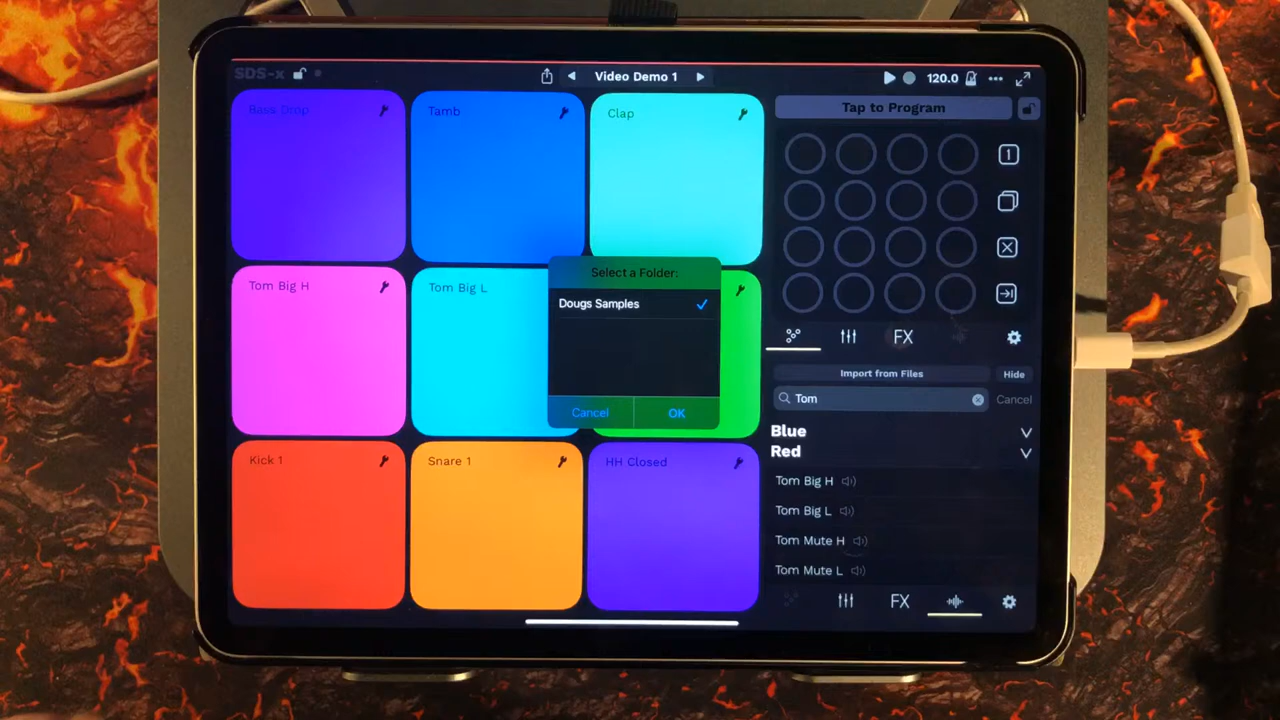 SDS-x
Video Demo 1
120.0
Bass Drop
Tamb
Clap
Tap to Program
1
Tom Big H
Tom Big L
Select a Folder:
Dougs Samples
Cancel
OK
FX
Import from Files
Hide
Tom
Cancel
Blue
Red
Kick 1
Snare 1
HH Closed
Tom Big H
Tom Big L
Tom Mute H
Tom Mute L
FX